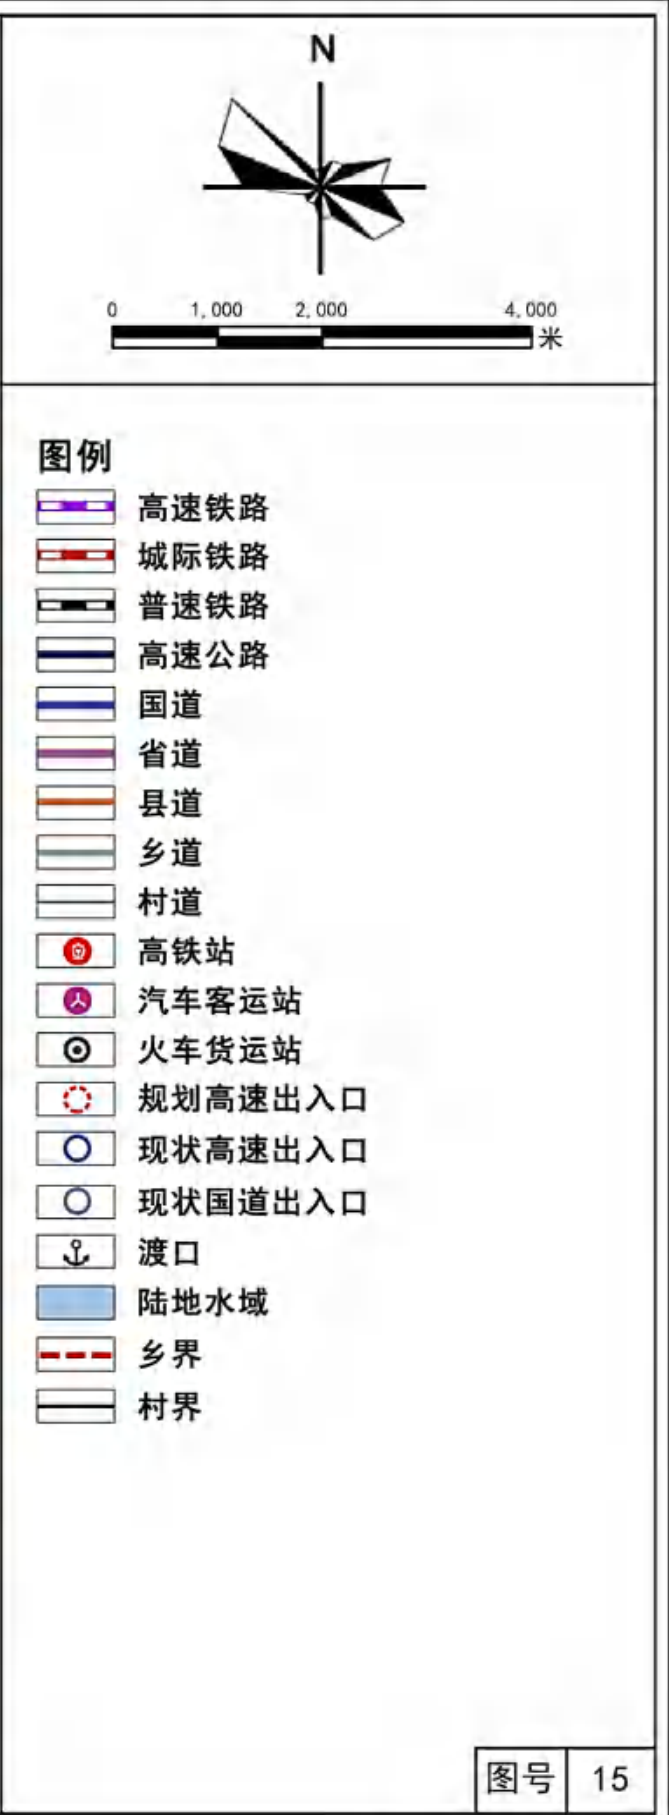 N
0 1,000 2,000 4,000
米
图例
高速铁路
城际铁路
普速铁路
高速公路
国道
省道
县道
乡道
村道
高铁站
汽车客运站
火车货运站
规划高速出入口
现状高速出入口
现状国道出入口
渡口
陆地水域
乡界
村界
图号 15